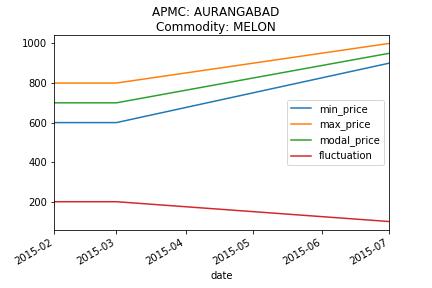 APMC: AURANGABAD
Commodity: MELON
1000
800
600
400
200
min_price
max_price
modal_price
fluctuation
2015-02
2015-03
2015-04
2015-05
2015-06
2015-07
date